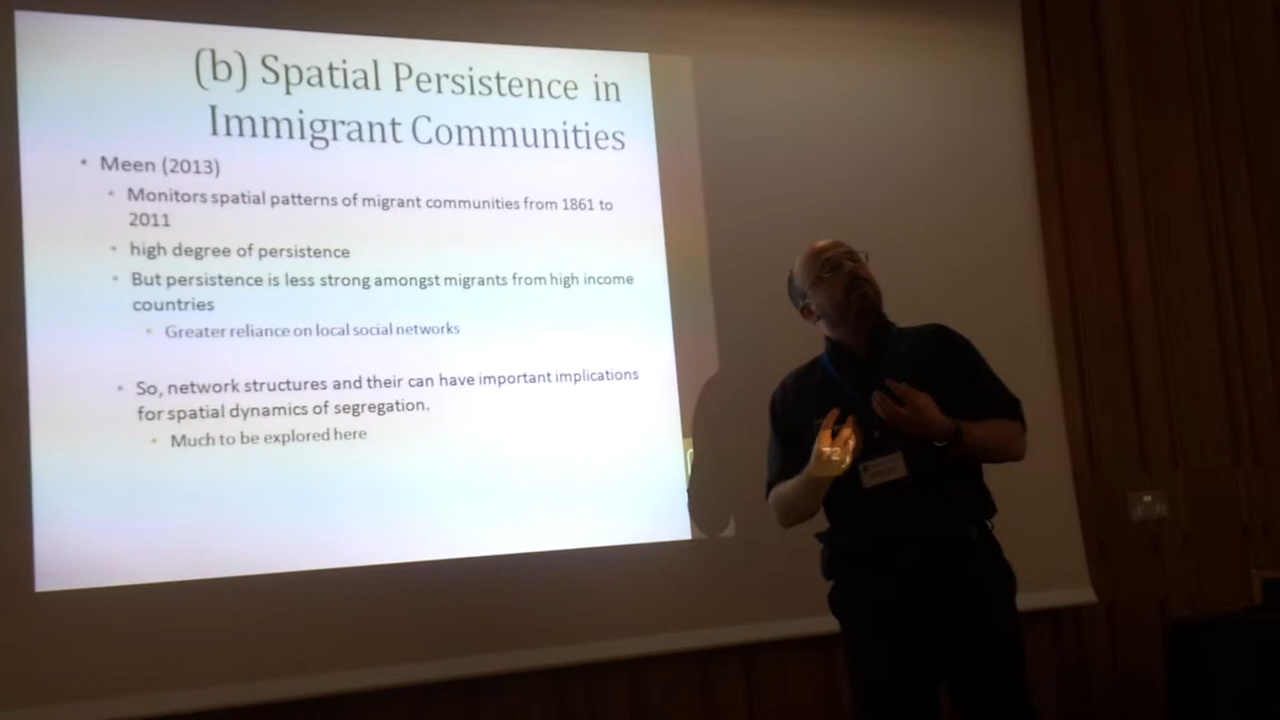 (b) Spatial Persistence in
Immigrant Communities
• Meen (2013)
• Monitors spatial patterns of migrant communities from 1861 to
2011
• high degree of persistence
• But persistence is less strong amongst migrants from high income
countries
• Greater reliance on local social networks
• So, network structures and their can have important implications
for spatial dynamics of segregation.
• Much to be explored here